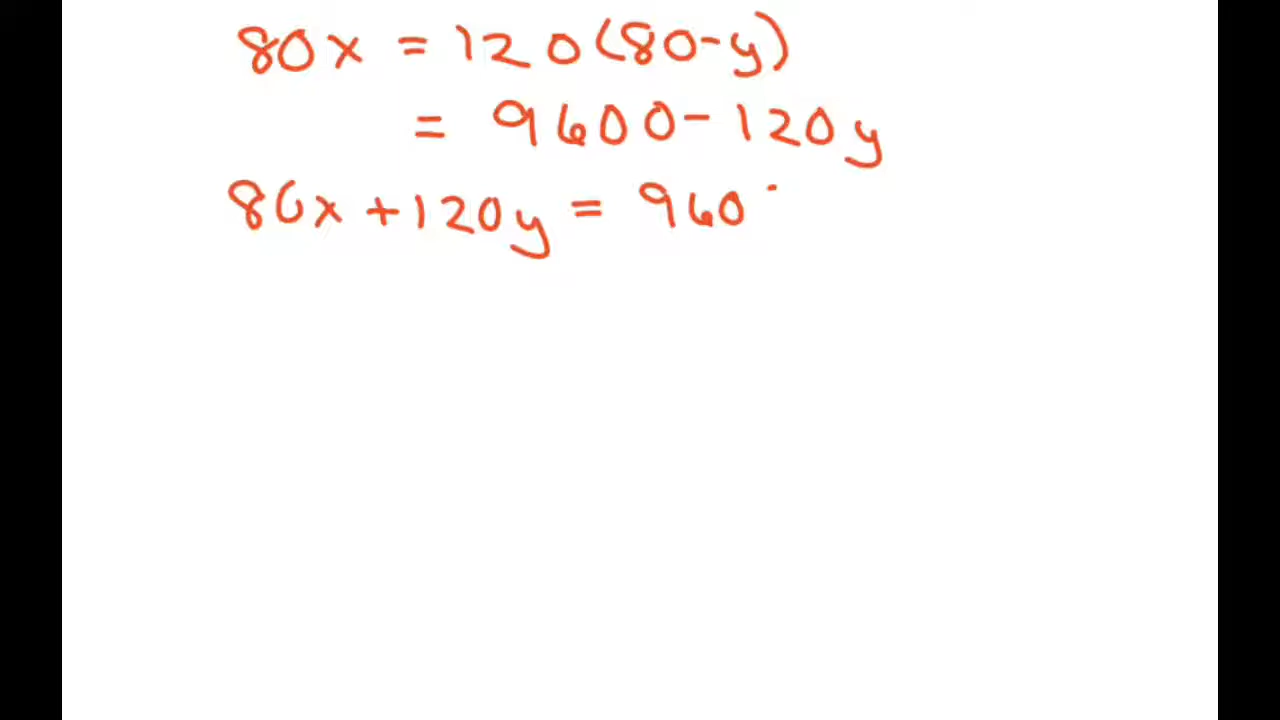 80x = 120(80-y)
= 9600-120y
80x +120y = 960